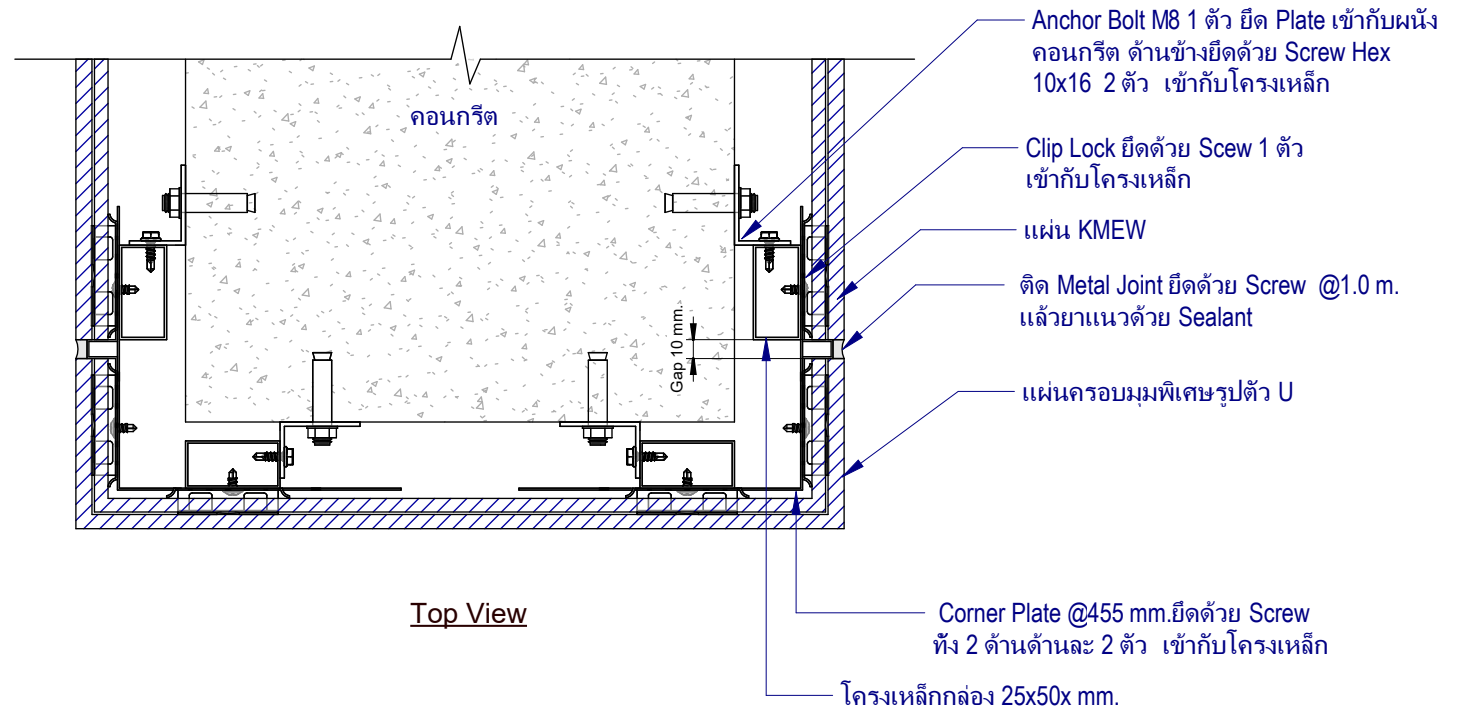 Anchor Bolt M8 1 ตัว ยึด Plate เข้ากับผนัง
คอนกรีต ด้านข้างยึดด้วย Screw Hex
10x16 2 ตัว เข้ากับโครงเหล็ก
คอนกรีต
Clip Lock ยึดด้วย Scew 1 ตัว
เข้ากับโครงเหล็ก
แผ่น KMEW
ติด Metal Joint ยึดด้วย Screw @1.0 m.
แล้วยาแนวด้วย Sealant
Gap 10 mm.
แผ่นครอบมุมพิเศษรูปตัว U
Top View
Corner Plate @455 mm.ยึดด้วย Screw
ทั้ง 2 ด้านด้านละ 2 ตัว เข้ากับโครงเหล็ก
โครงเหล็กกล่อง 25x50x mm.